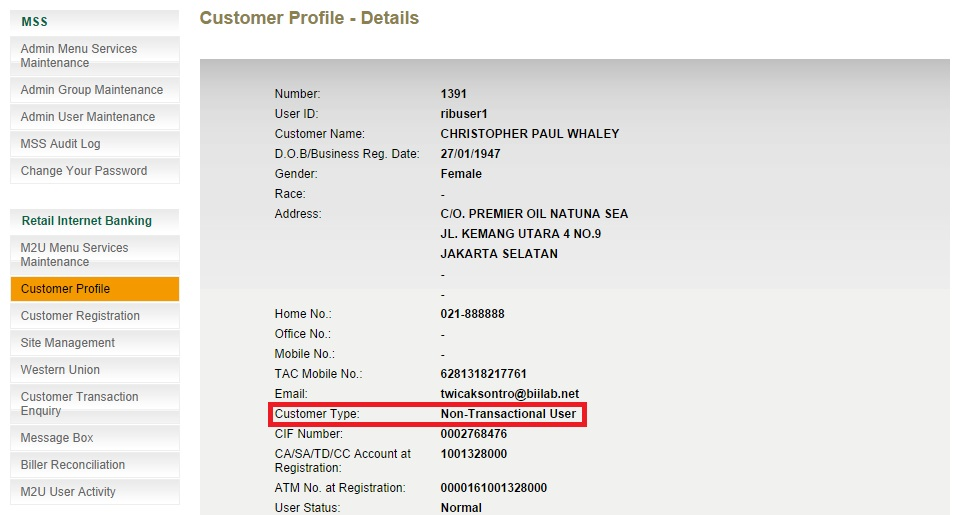 MSS
Admin Menu Services
Maintenance
Admin Group Maintenance
Admin User Maintenance
MSS Audit Log
Change Your Password
Retail Internet Banking
M2U Menu Services
Maintenance
Customer Profile
Customer Registration
Site Management
Western Union
Customer Transaction
Enquiry
Message Box
Biller Reconciliation
M2U User Activity
Customer Profile - Details
Number: 1391
User ID: ribuser1
Customer Name: CHRISTOPHER PAUL WHALEY
D.O.B/Business Reg. Date: 27/01/1947
Gender: Female
Race: -
Address: C/O. PREMIER OIL NATUNA SEA
JL. KEMANG UTARA 4 NO.9
JAKARTA SELATAN
-
-
Home No.: 021-888888
Office No.: -
Mobile No.: -
TAC Mobile No.: 6281318217761
Email: twicaksontro@biilab.net
Customer Type: Non-Transactional User
CIF Number: 0002768476
CA/SA/TD/CC Account at 1001328000
Registration:
ATM No. at Registration: 0000161001328000
User Status: Normal